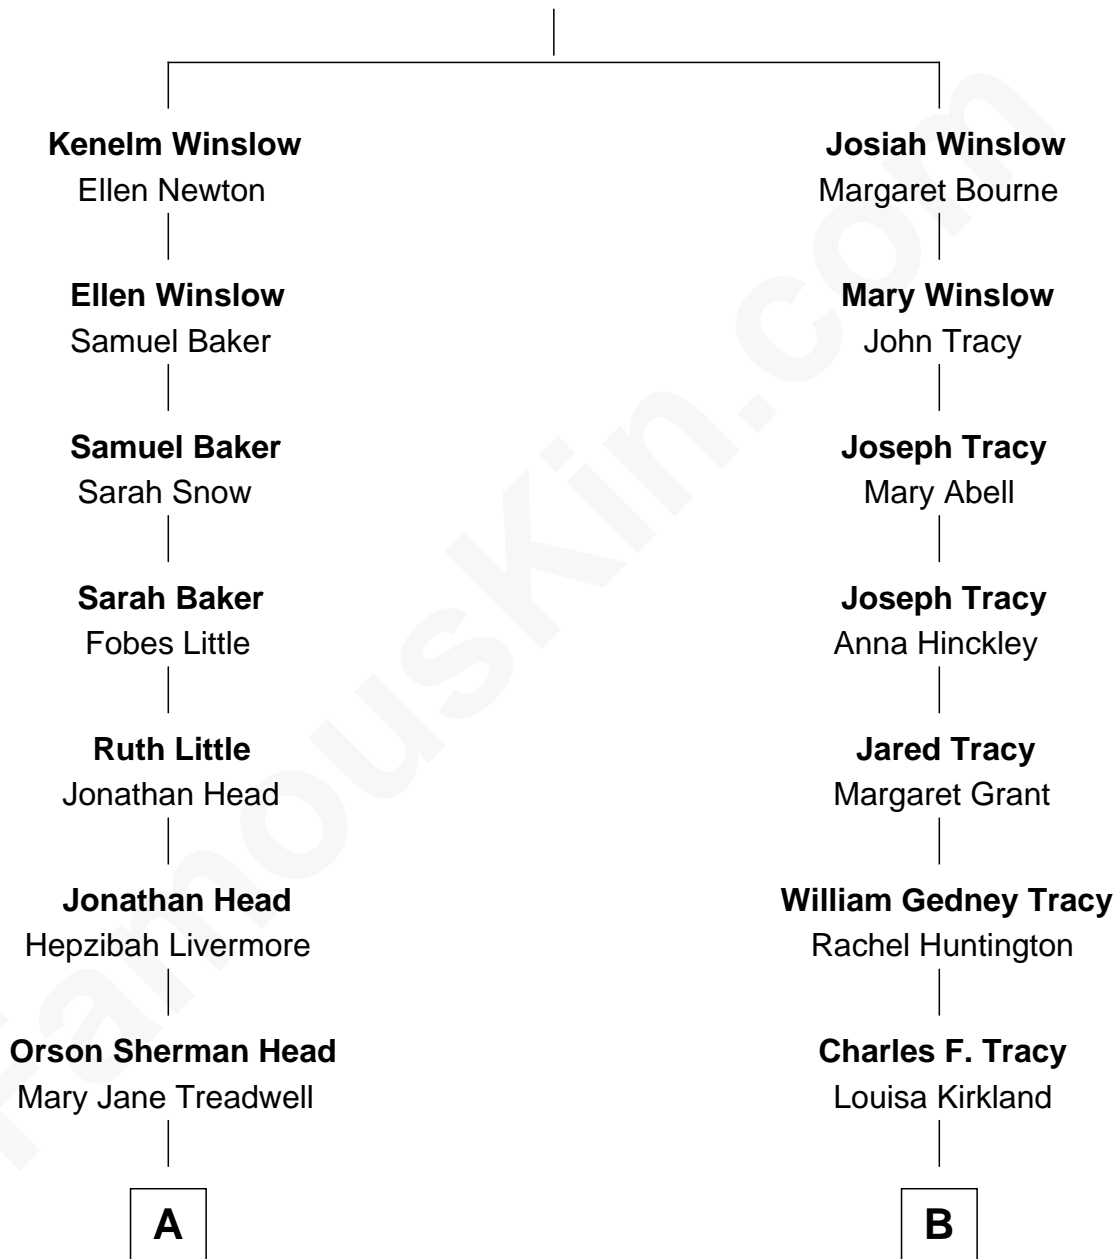 Kenelm Winslow
Ellen Newton
Ellen Winslow
Samuel Baker
Samuel Baker
Sarah Snow
Sarah Baker
Fobes Little
Ruth Little
Jonathan Head
Jonathan Head
Hepzibah Livermore
Orson Sherman Head
Mary Jane Treadwell
A
Josiah Winslow
Margaret Bourne
Mary Winslow
John Tracy
Joseph Tracy
Mary Abell
Joseph Tracy
Anna Hinckley
Jared Tracy
Margaret Grant
William Gedney Tracy
Rachel Huntington
Charles F. Tracy
Louisa Kirkland
B
FamousKin.com